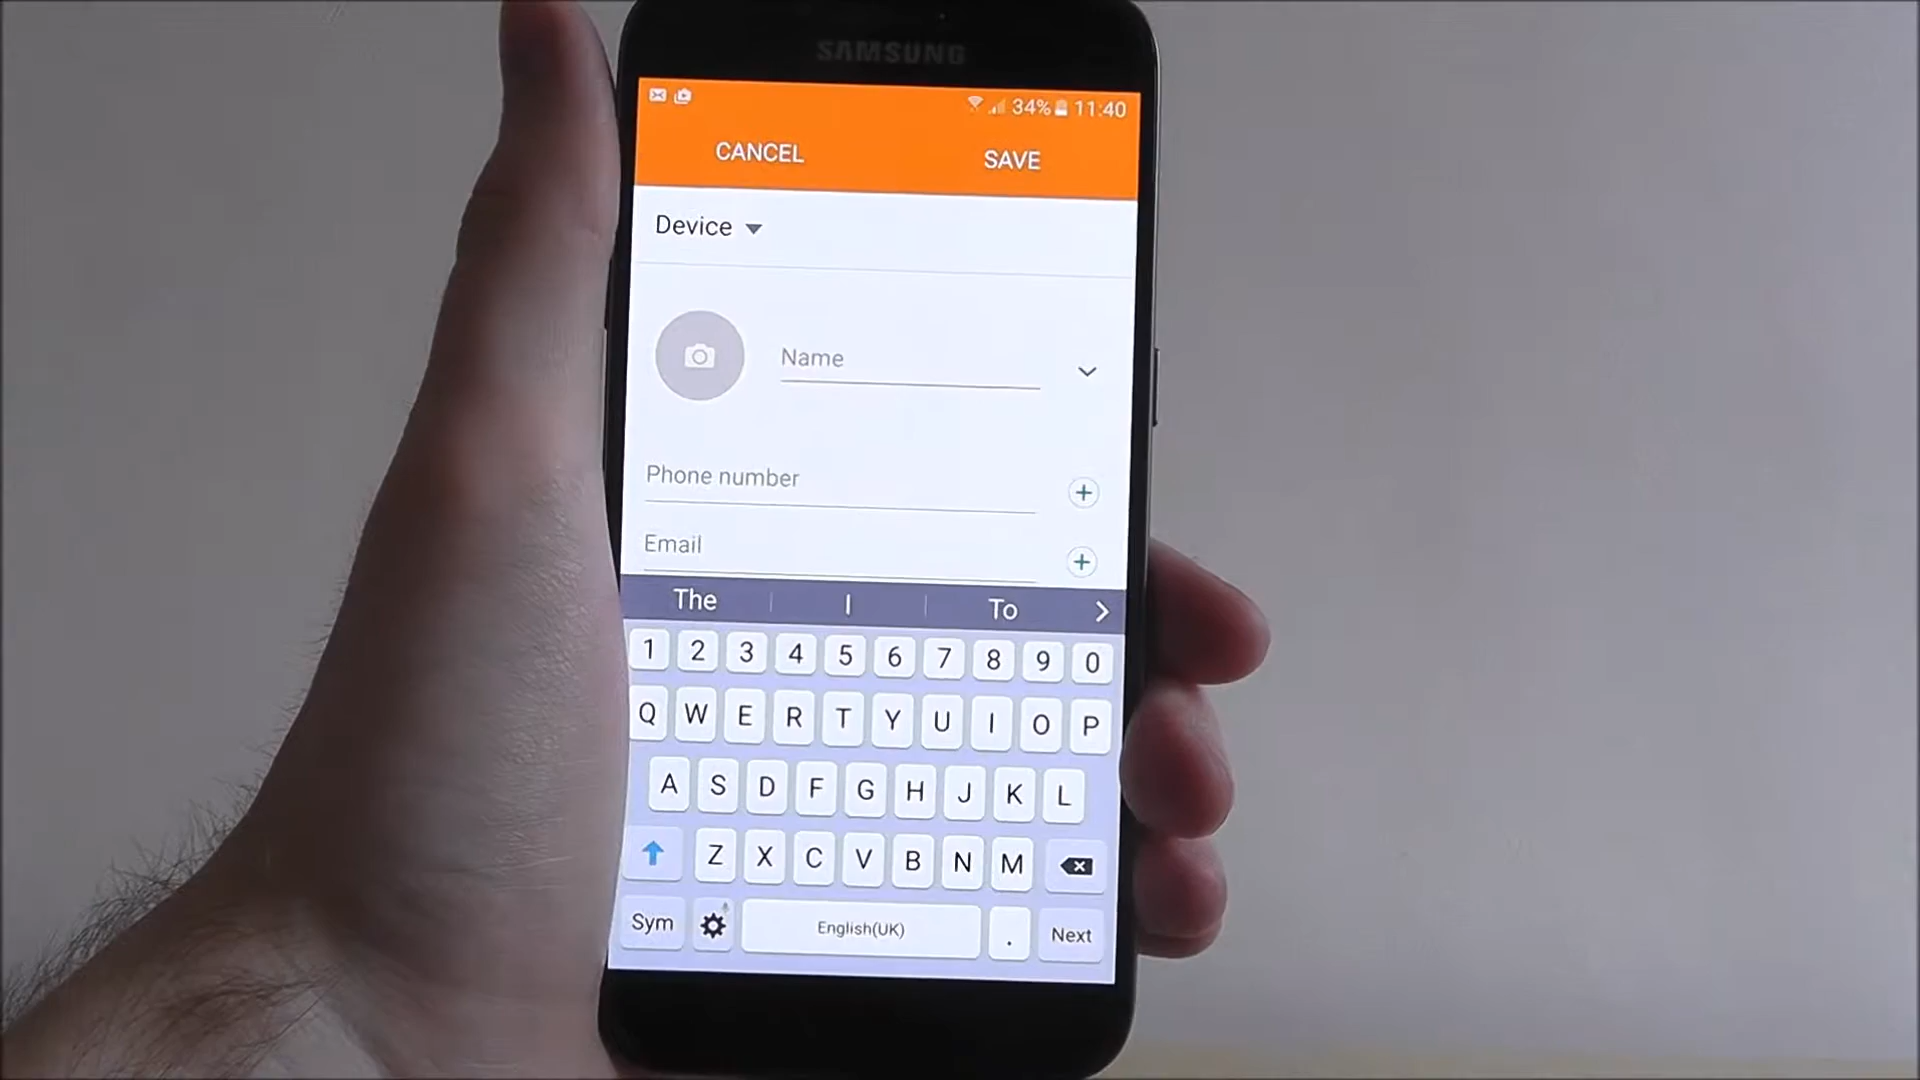 SAMSUNG
34% 11:40
CANCEL SAVE
Device
Name
Phone number
Email
The I To
1 2 3 4 5 6 7 8 9 0
Q W E R T Y U I O P
A S D F G H J K L
Z X C V B N M
Sym English(UK) . Next